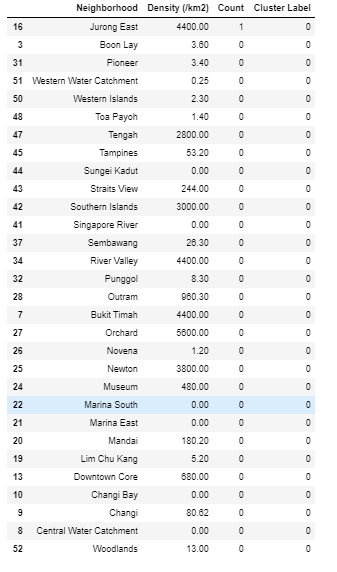 Neighborhood Density (/km2) Count Cluster Label
16 Jurong East 4400.00 1 0
3 Boon Lay 3.60 0 0
31 Pioneer 3.40 0 0
51 Western Water Catchment 0.25 0 0
50 Western Islands 2.30 0 0
48 Toa Payoh 1.40 0 0
47 Tengah 2800.00 0 0
45 Tampines 53.20 0 0
44 Sungei Kadut 0.00 0 0
43 Straits View 244.00 0 0
42 Southern Islands 3000.00 0 0
41 Singapore River 0.00 0 0
37 Sembawang 26.30 0 0
34 River Valley 4400.00 0 0
32 Punggol 8.30 0 0
28 Outram 960.30 0 0
7 Bukit Timah 4400.00 0 0
27 Orchard 5600.00 0 0
26 Novena 1.20 0 0
25 Newton 3800.00 0 0
24 Museum 480.00 0 0
22 Marina South 0.00 0 0
21 Marina East 0.00 0 0
20 Mandai 180.20 0 0
19 Lim Chu Kang 5.20 0 0
13 Downtown Core 680.00 0 0
10 Changi Bay 0.00 0 0
9 Changi 80.62 0 0
8 Central Water Catchment 0.00 0 0
52 Woodlands 13.00 0 0